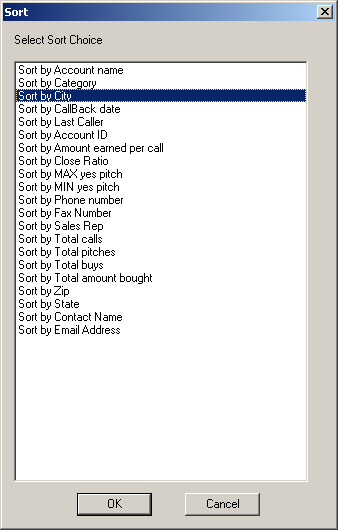 Sort
Select Sort Choice
Sort by Account name
Sort by Category
Sort by City
Sort by CallBack date
Sort by Last Caller
Sort by Account ID
Sort by Amount earned per call
Sort by Close Ratio
Sort by MAX yes pitch
Sort by MIN yes pitch
Sort by Phone number
Sort by Fax Number
Sort by Sales Rep
Sort by Total calls
Sort by Total pitches
Sort by Total buys
Sort by Total amount bought
Sort by Zip
Sort by State
Sort by Contact Name
Sort by Email Address
OK Cancel